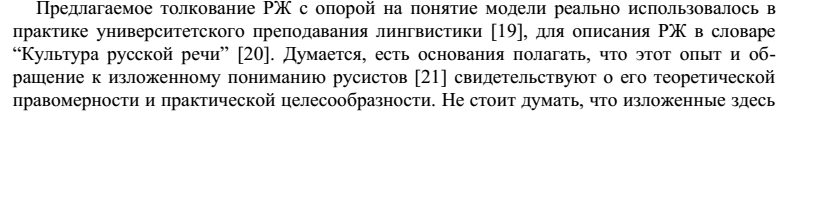 Предлагаемое толкование РЖ с опорой на понятие модели реально использовалось в
практике университетского преподавания лингвистики [19], для описания РЖ в словаре
“Культура русской речи” [20]. Думается, есть основания полагать, что этот опыт и об-
ращение к изложенному пониманию русистов [21] свидетельствуют о его теоретической
правомерности и практической целесообразности. Не стоит думать, что изложенные здесь